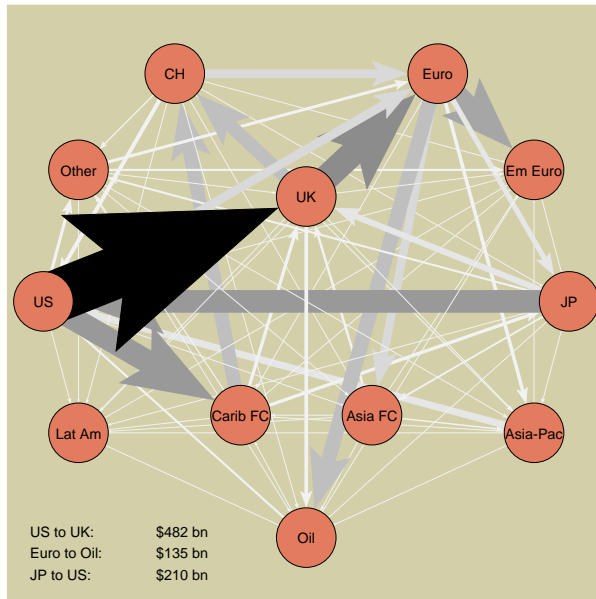 CH
Euro
Other
Em Euro
UK
US
JP
Carib FC
Asia FC
Lat Am
Asia-Pac
Oil
US to UK: $482 bn
Euro to Oil: $135 bn
JP to US: $210 bn